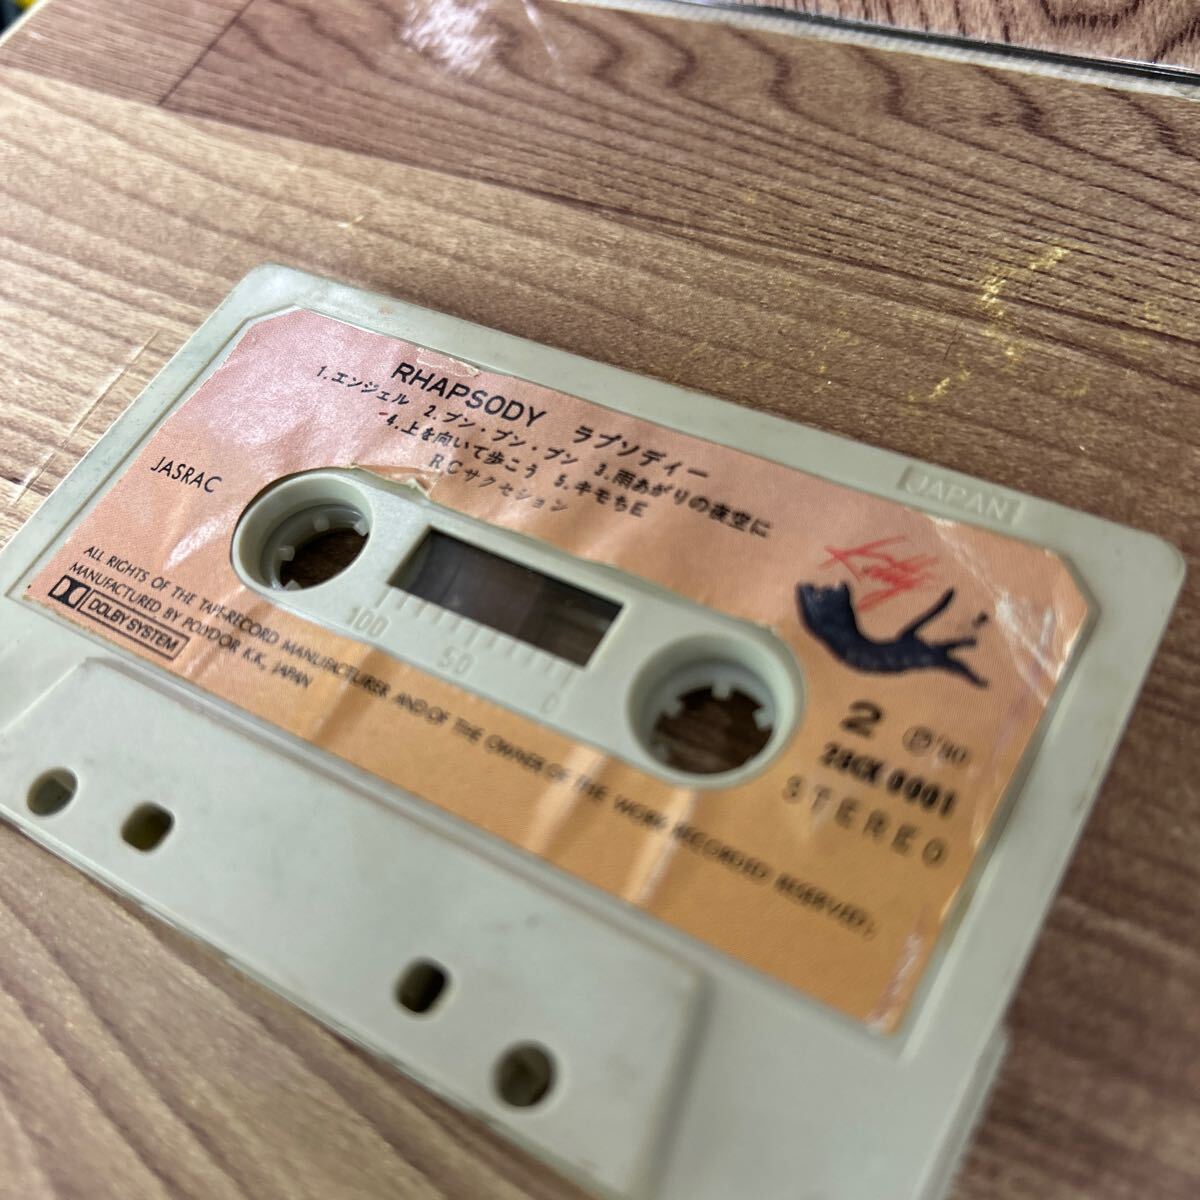 RHAPSODY ラプソディー
1.エンジェル 2.ブン・ブン・ブン 3.雨あがりの夜空に
4.上を向いて歩こう 5.キモちE
RCサクセション
JAPAN
JASRAC
Kitty
100 50 0
2 Ⓟ'80
28CK 0001
STEREO
ALL RIGHTS OF THE TAPE-RECORD MANUFACTURER AND OF THE OWNER OF THE WORK RECORDED RESERVED,
MANUFACTURED BY POLYDOR K.K., JAPAN
DOLBY SYSTEM